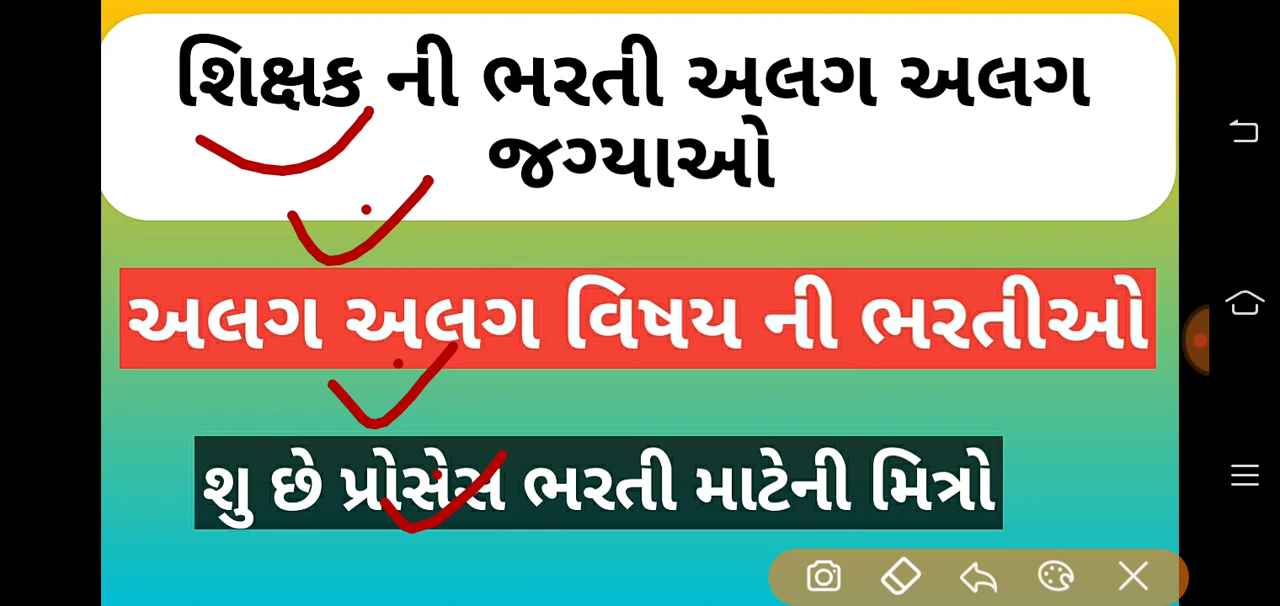 શિક્ષક ની ભરતી અલગ અલગ
જગ્યાઓ
અલગ અલગ વિષય ની ભરતીઓ
શુ છે પ્રોસેસ ભરતી માટેની મિત્રો